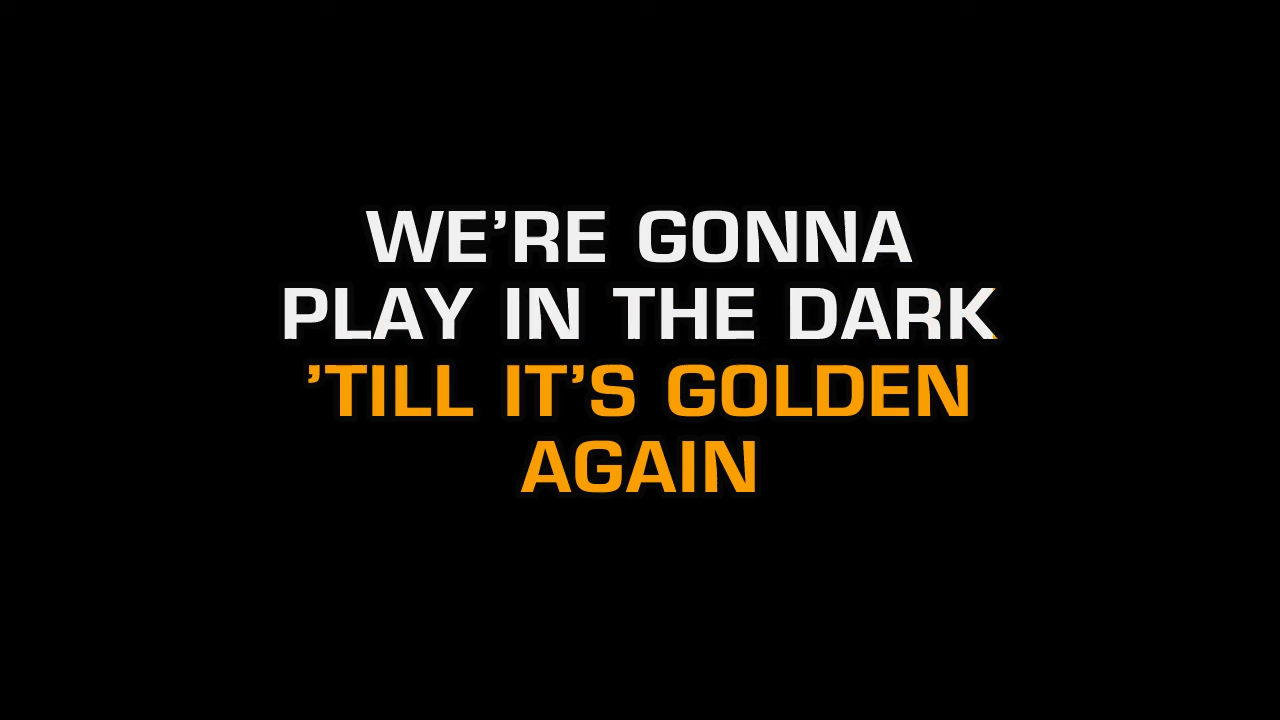 WE’RE GONNA
PLAY IN THE DARK
’TILL IT’S GOLDEN
AGAIN